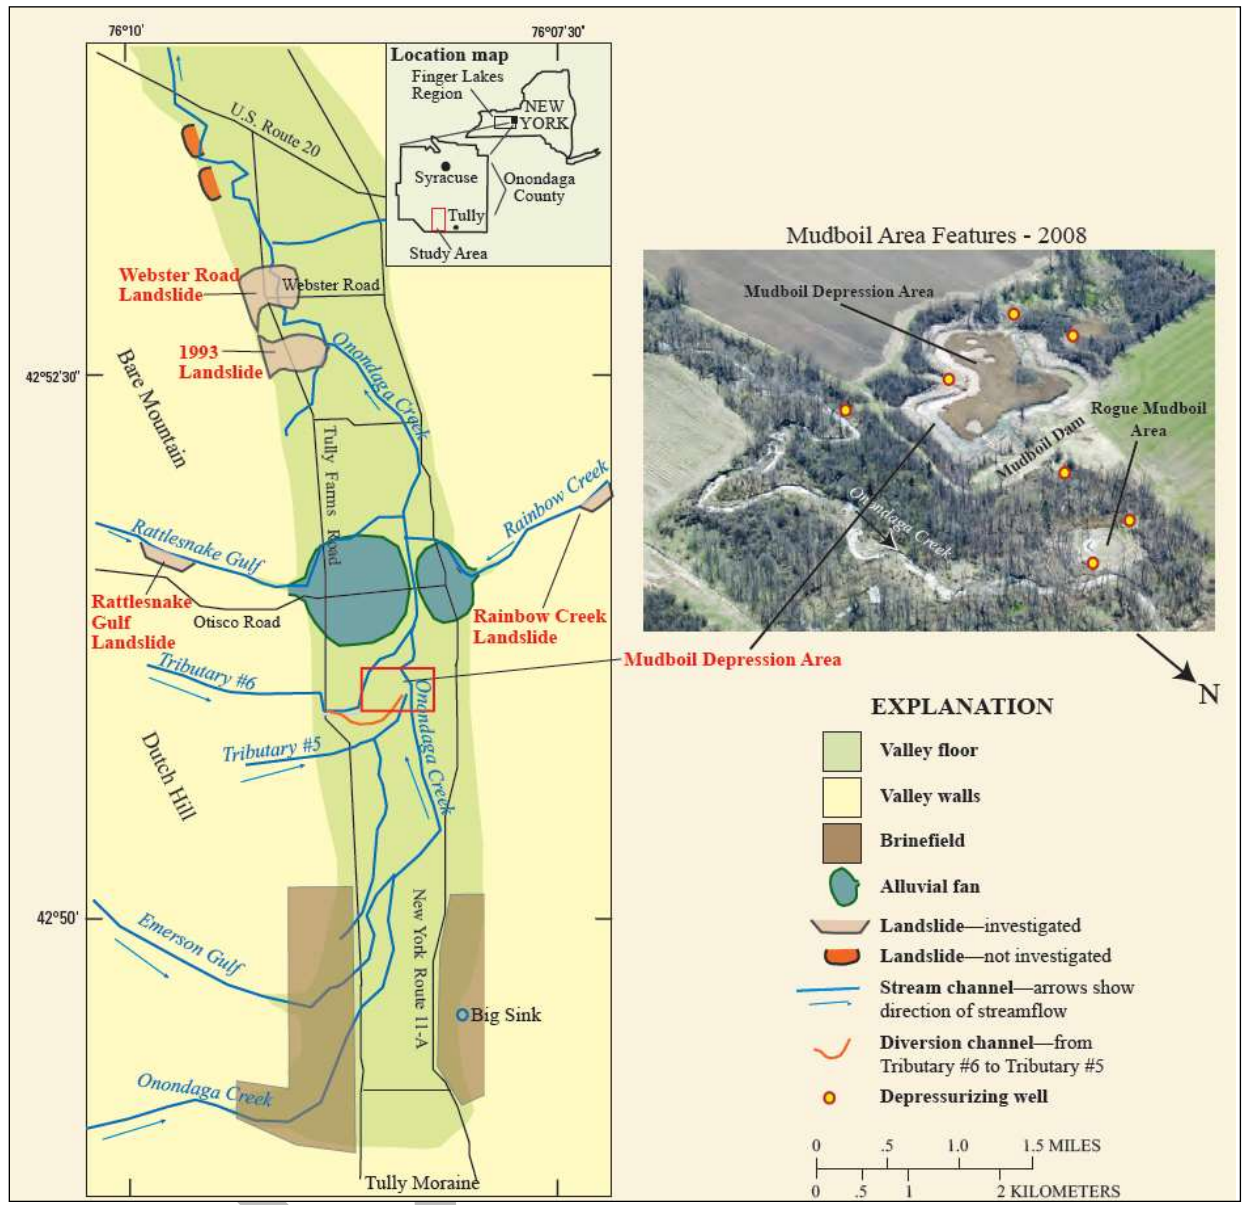 76°10'
76°07'30"
Location map
Finger Lakes
Region
NEW
YORK
Syracuse
Onondaga
County
Tully
Study Area
U.S. Route 20
Webster Road
Landslide
Webster Road
1993
Landslide
Onondaga Creek
42°52'30"
Bare Mountain
Tully Farms Road
Rainbow Creek
Rattlesnake Gulf
Rattlesnake
Gulf
Landslide
Otisco Road
Rainbow Creek
Landslide
Tributary #6
Mudboil Depression Area
Onondaga Creek
Tributary #5
Dutch Hill
42°50'
Emerson Gulf
New York Route 11-A
Big Sink
Onondaga Creek
Tully Moraine
Mudboil Area Features - 2008
Mudboil Depression Area
Rogue Mudboil
Area
Mudboil Dam
Onondaga Creek
N
EXPLANATION
Valley floor
Valley walls
Brinefield
Alluvial fan
Landslide—investigated
Landslide—not investigated
Stream channel—arrows show
direction of streamflow
Diversion channel—from
Tributary #6 to Tributary #5
Depressurizing well
0 .5 1.0 1.5 MILES
0 .5 1 2 KILOMETERS